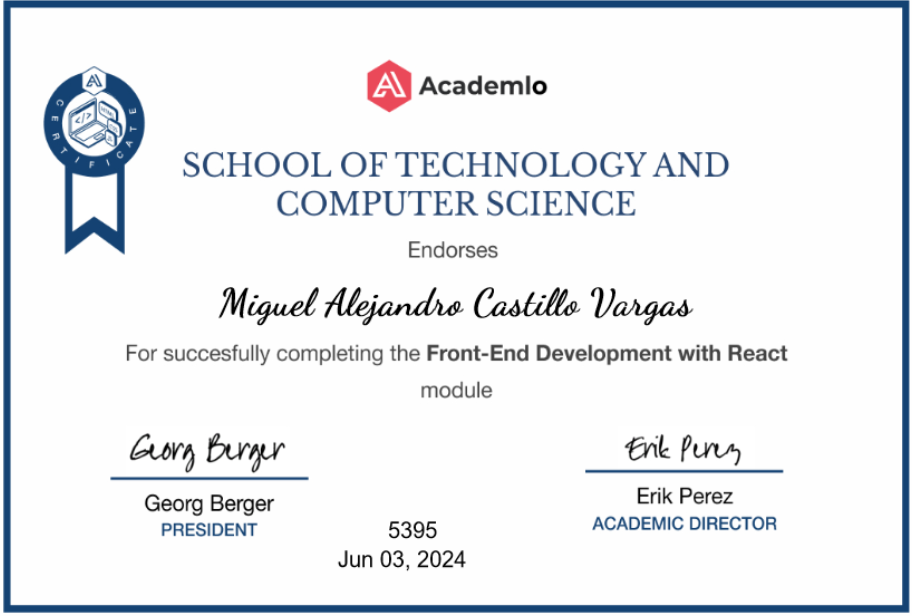 Academlo
CERTIFICATE
SCHOOL OF TECHNOLOGY AND
COMPUTER SCIENCE
Endorses
Miguel Alejandro Castillo Vargas
For succesfully completing the Front-End Development with React
module
Georg Berger
Georg Berger
PRESIDENT
Erik Perez
Erik Perez
ACADEMIC DIRECTOR
5395
Jun 03, 2024